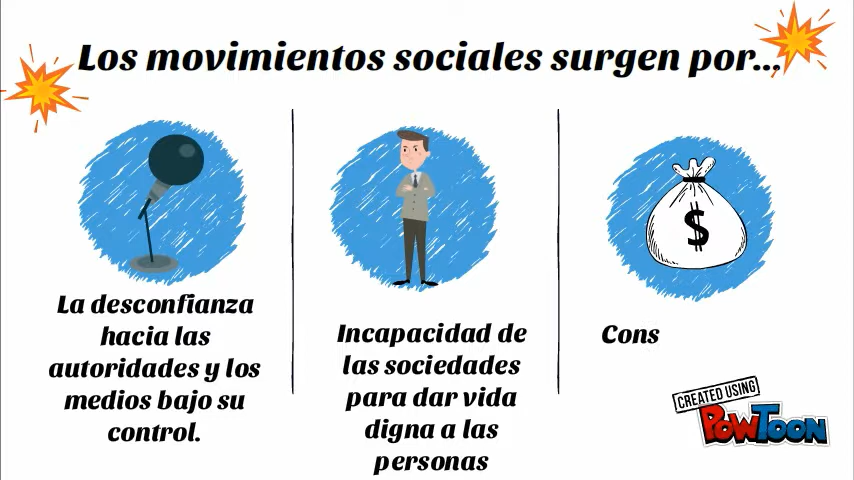 Los movimientos sociales surgen por...
La desconfianza
hacia las
autoridades y los
medios bajo su
control.
Incapacidad de
las sociedades
para dar vida
digna a las
personas
$
Cons
CREATED USING
POWTOON